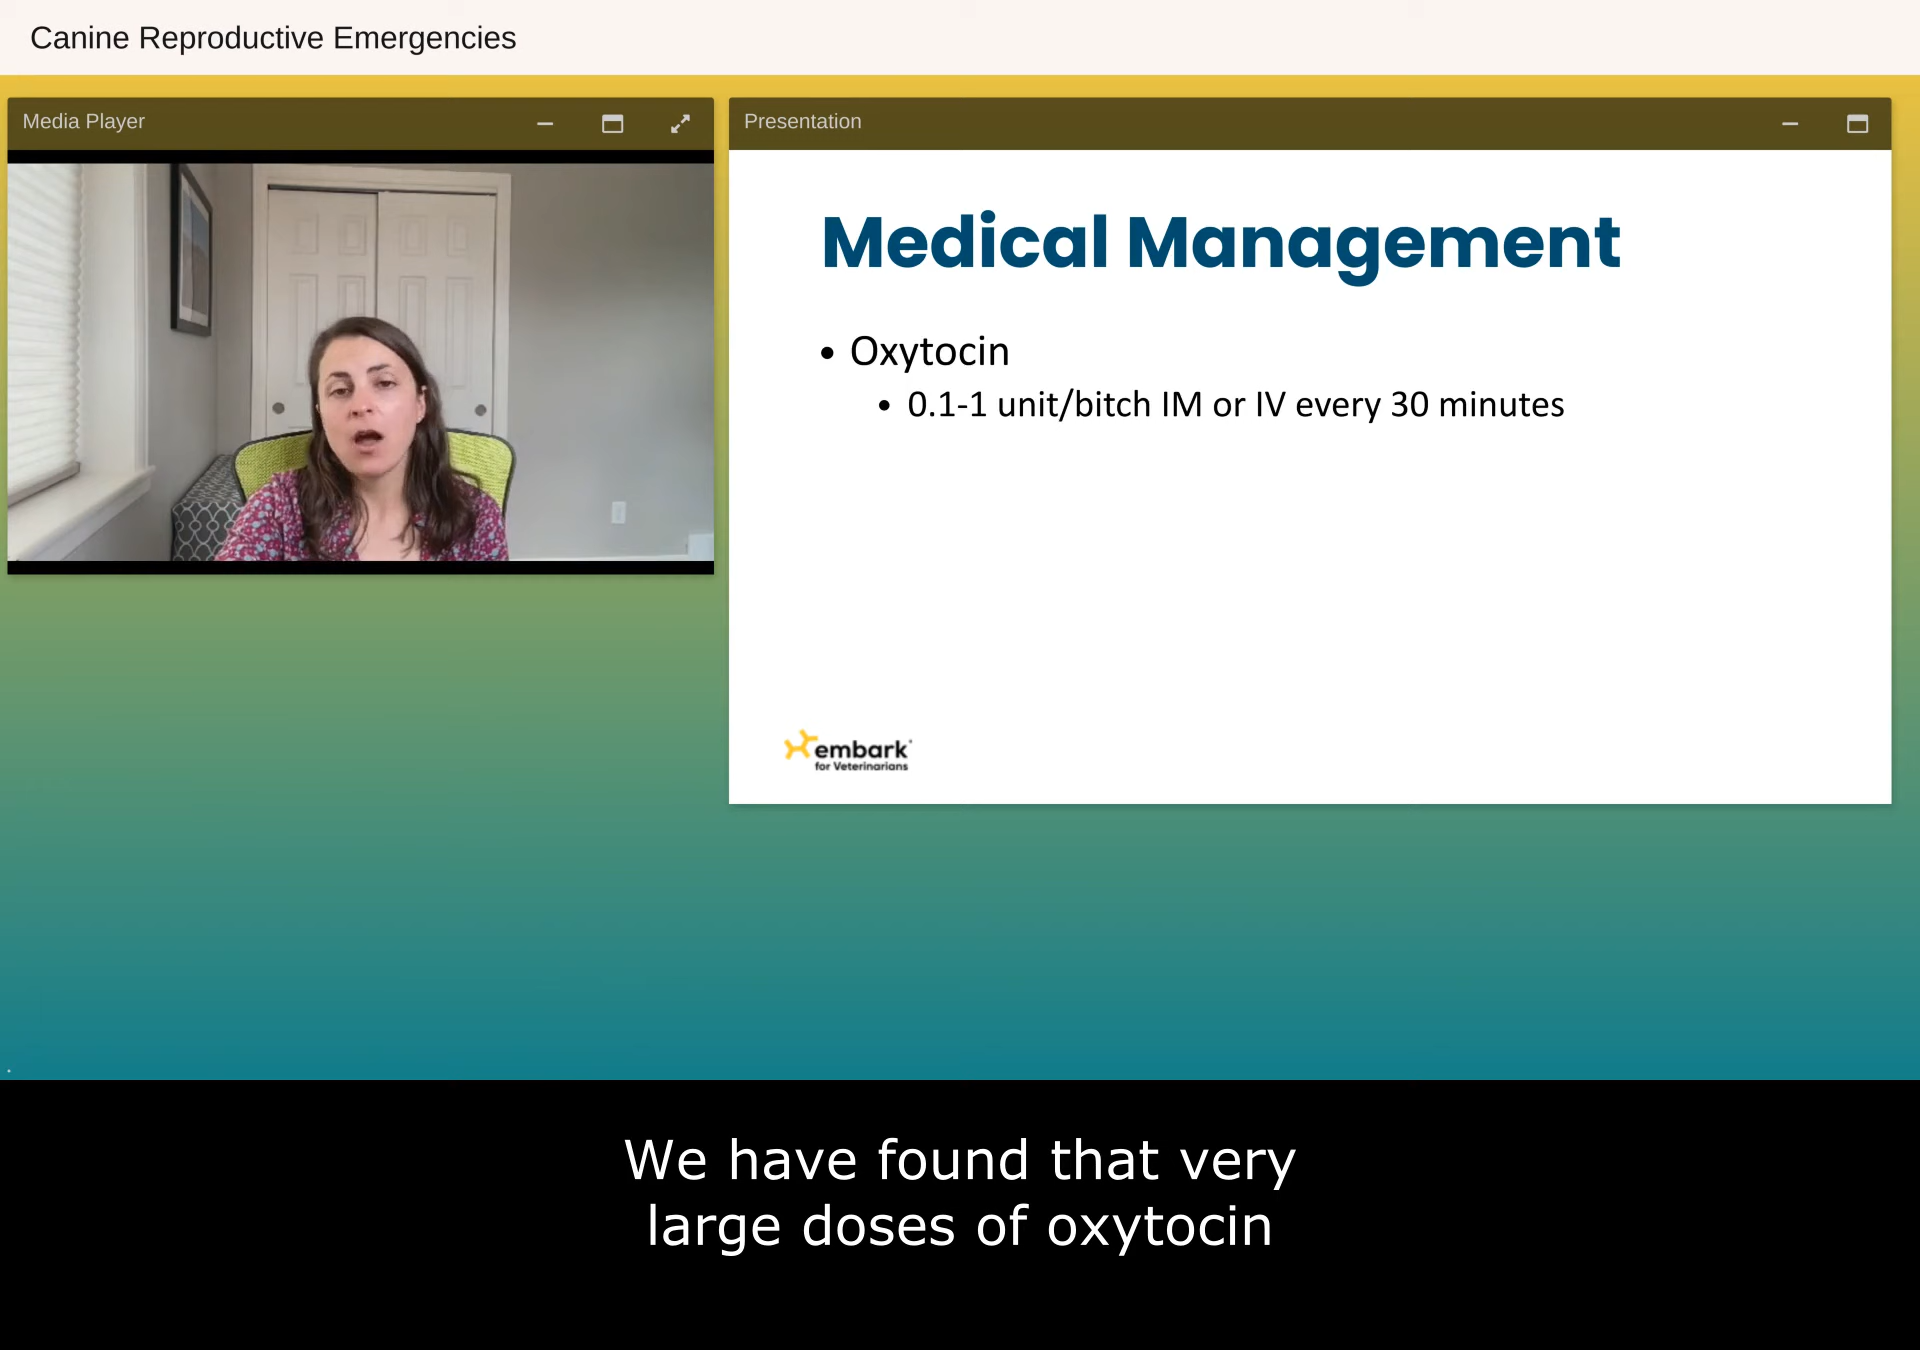 Canine Reproductive Emergencies
Media Player
Presentation
Medical Management
• Oxytocin
• 0.1-1 unit/bitch IM or IV every 30 minutes
embark
for Veterinarians
We have found that very
large doses of oxytocin